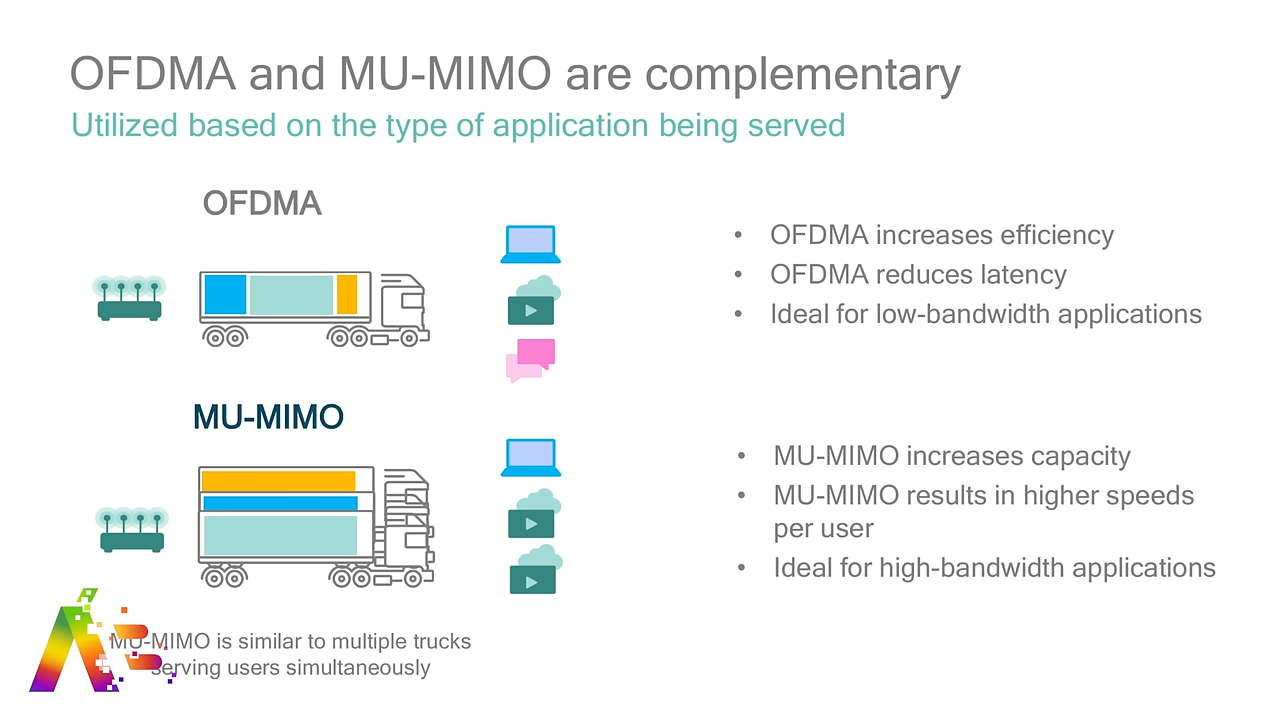 OFDMA and MU-MIMO are complementary
Utilized based on the type of application being served
OFDMA
• OFDMA increases efficiency
• OFDMA reduces latency
• Ideal for low-bandwidth applications
MU-MIMO
• MU-MIMO increases capacity
• MU-MIMO results in higher speeds
per user
• Ideal for high-bandwidth applications
MU-MIMO is similar to multiple trucks
serving users simultaneously